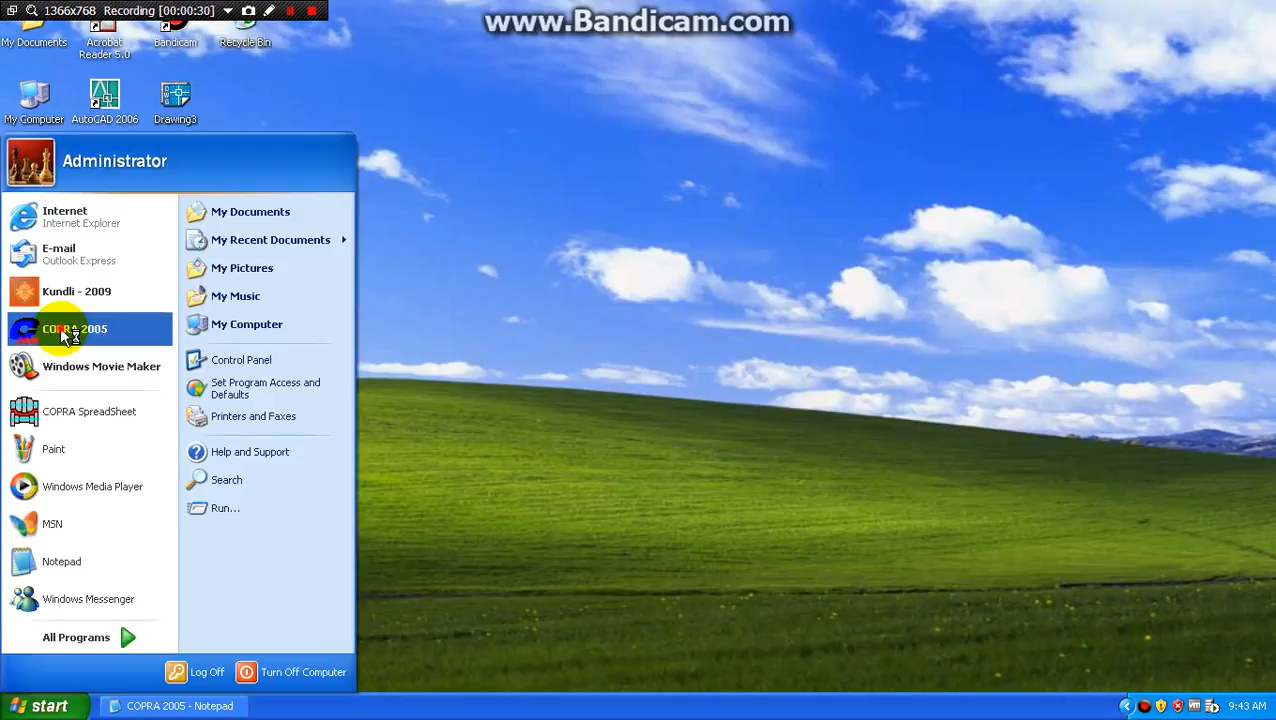 1366x768 Recording [00:00:30]
www.Bandicam.com
My Documents
Acrobat
Reader 5.0
Bandicam
Recycle Bin
My Computer
AutoCAD 2006
Drawing3
Administrator
Internet
Internet Explorer
E-mail
Outlook Express
Kundli - 2009
COPRA 2005
Windows Movie Maker
COPRA SpreadSheet
Paint
Windows Media Player
MSN
Notepad
Windows Messenger
All Programs
My Documents
My Recent Documents
My Pictures
My Music
My Computer
Control Panel
Set Program Access and
Defaults
Printers and Faxes
Help and Support
Search
Run...
Log Off
Turn Off Computer
start
COPRA 2005 - Notepad
9:43 AM